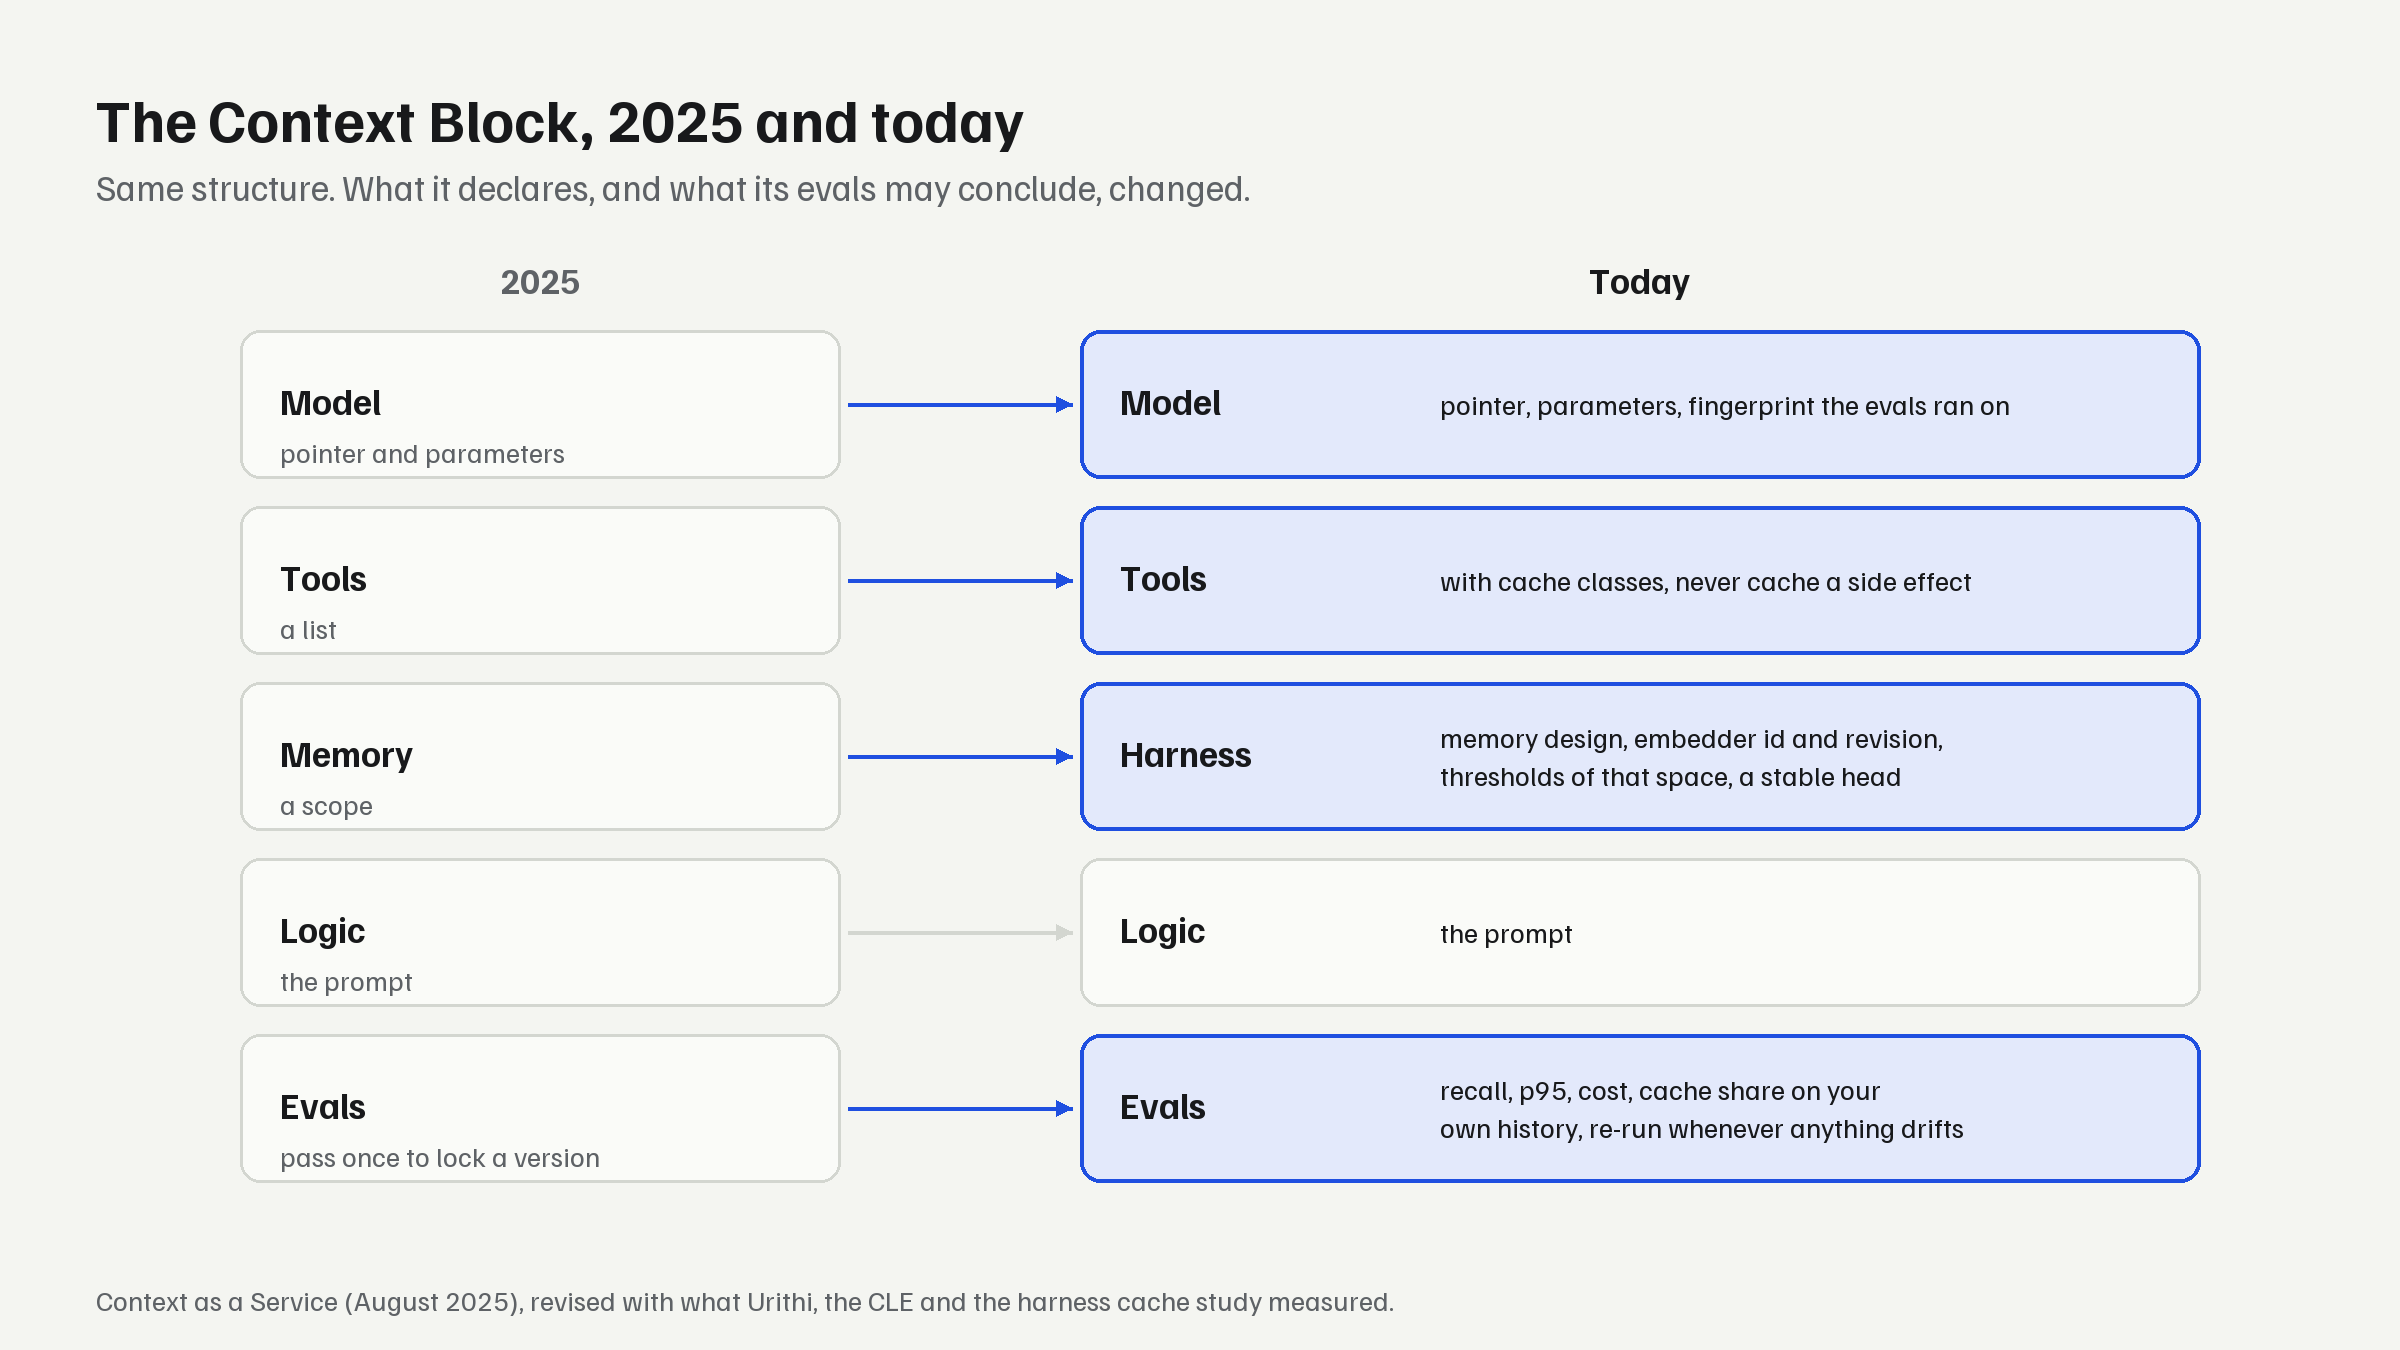 The Context Block, 2025 and today
Same structure. What it declares, and what its evals may conclude, changed.
2025
Today
Model
pointer and parameters
Model
pointer, parameters, fingerprint the evals ran on
Tools
a list
Tools
with cache classes, never cache a side effect
Memory
a scope
Harness
memory design, embedder id and revision,
thresholds of that space, a stable head
Logic
the prompt
Logic
the prompt
Evals
pass once to lock a version
Evals
recall, p95, cost, cache share on your
own history, re-run whenever anything drifts
Context as a Service (August 2025), revised with what Urithi, the CLE and the harness cache study measured.